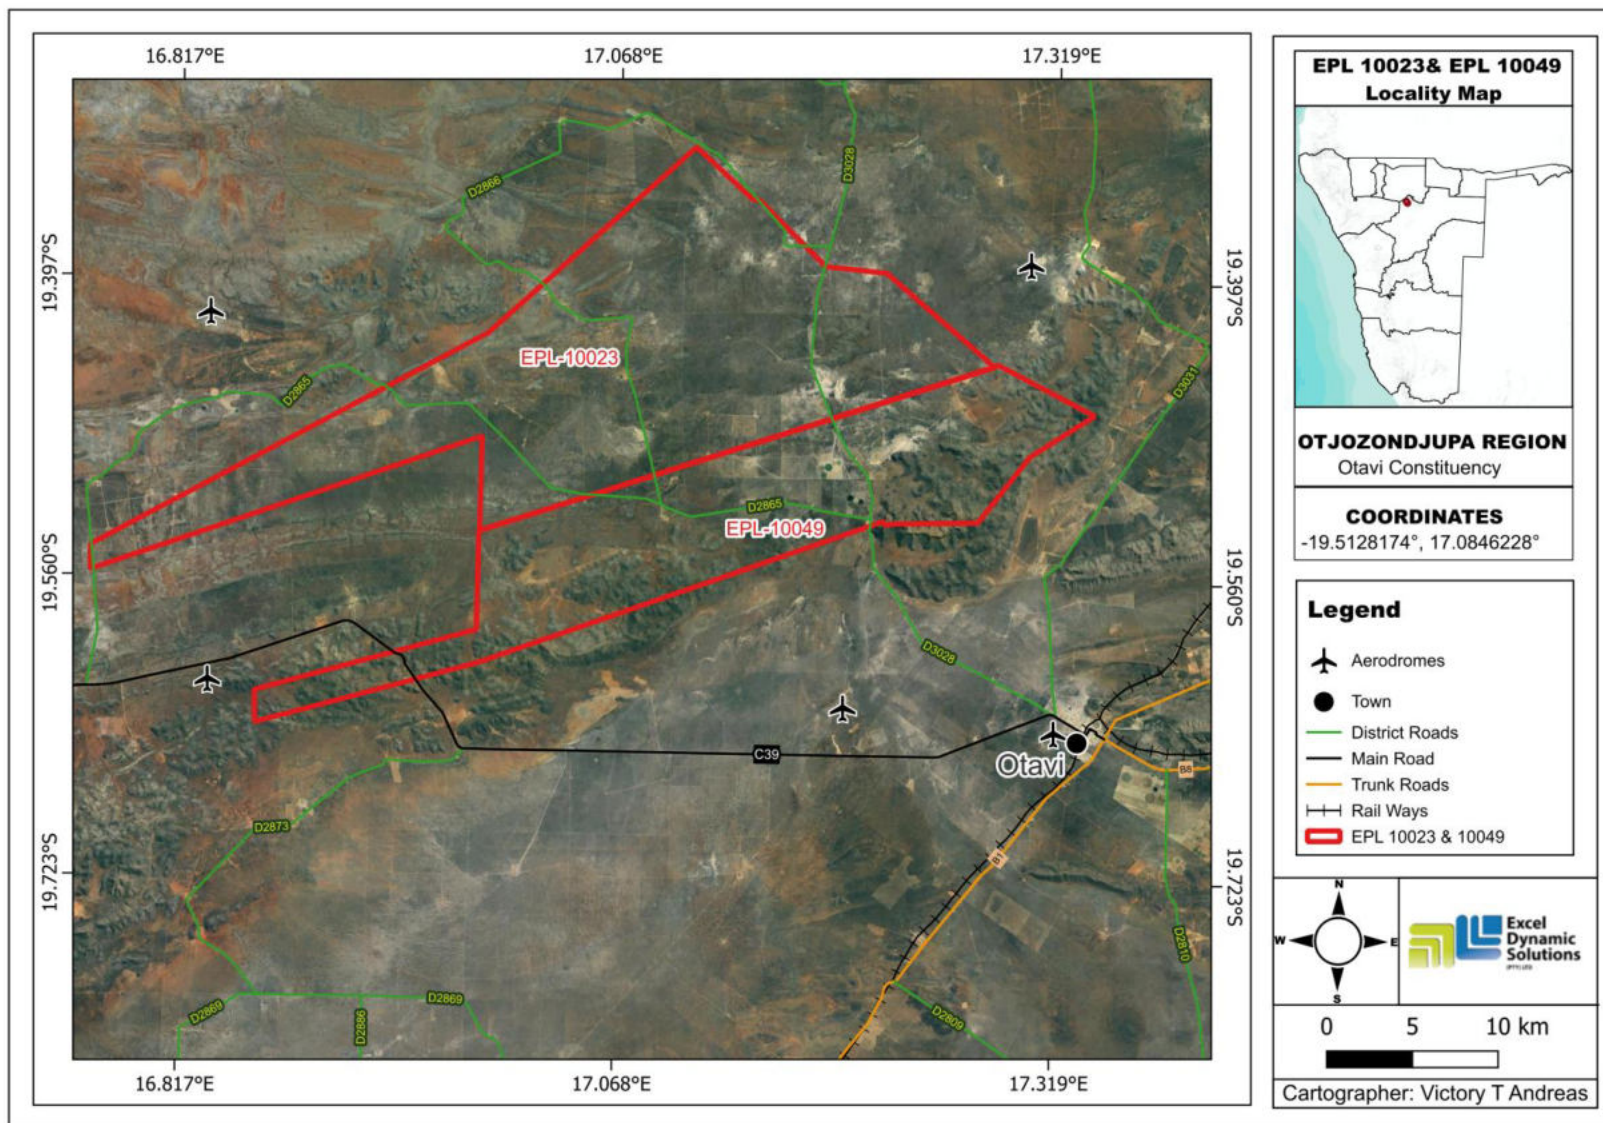 16.817°E 17.068°E 17.319°E
19.397°S
19.560°S
19.723°S
19.397°S
19.560°S
19.723°S
16.817°E 17.068°E 17.319°E
D2866
D3028
D2865
D3031
EPL-10023
D2865
EPL-10049
D3028
C39
Otavi
B8
D2873
B1
D2810
D2869
D2869
D2886
D2809
EPL 10023& EPL 10049
Locality Map
OTJOZONDJUPA REGION
Otavi Constituency
COORDINATES
-19.5128174°, 17.0846228°
Legend
Aerodromes
Town
District Roads
Main Road
Trunk Roads
Rail Ways
EPL 10023 & 10049
N
W E
S
Excel
Dynamic
Solutions
(PTY) LTD
0 5 10 km
Cartographer: Victory T Andreas